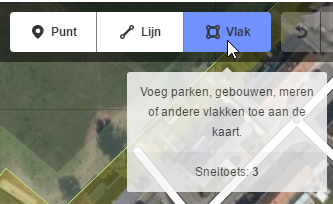 Punt Lijn Vlak
Voeg parken, gebouwen, meren
of andere vlakken toe aan de
kaart.
Sneltoets: 3